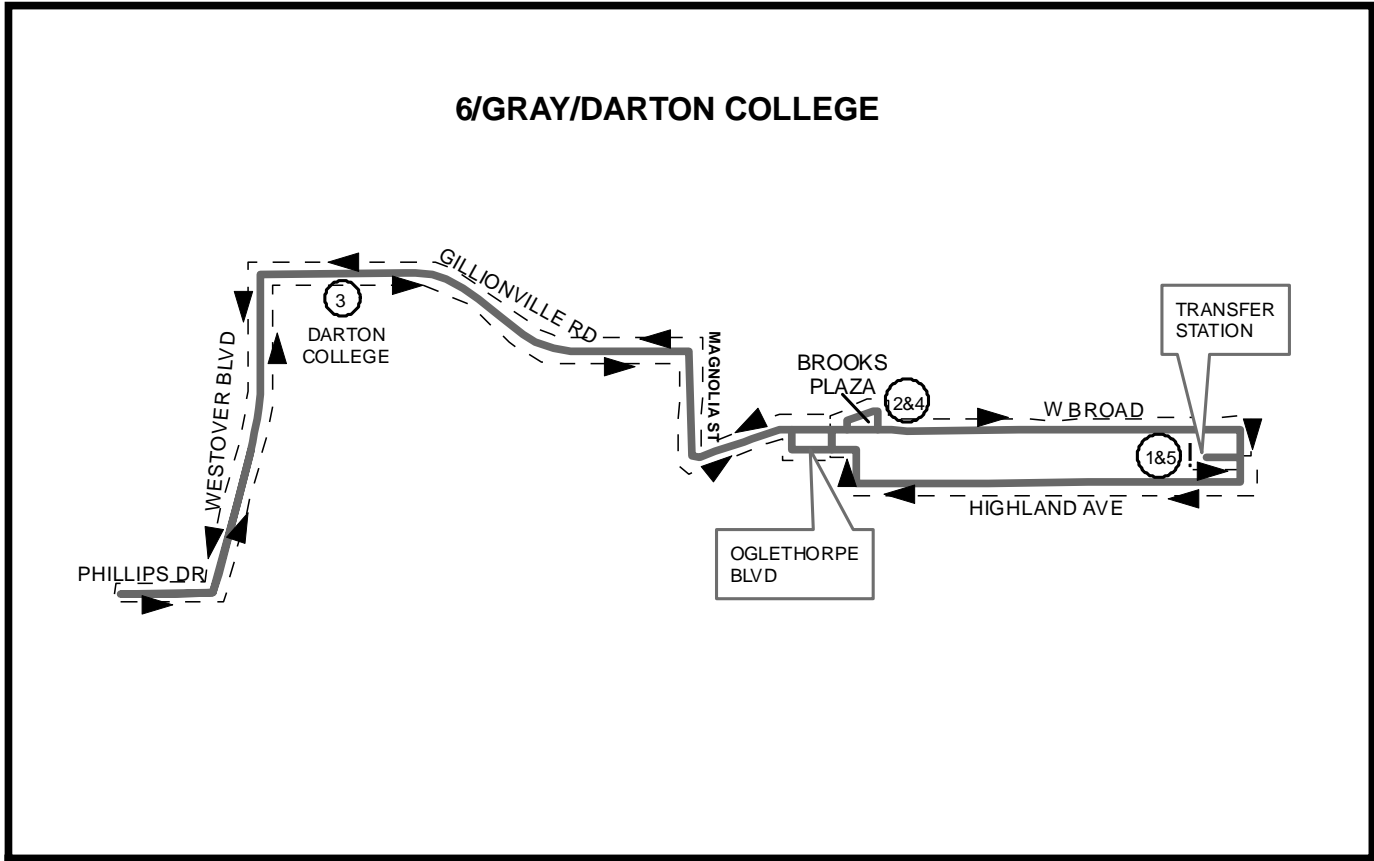 6/GRAY/DARTON COLLEGE
GILLIONVILLE RD
3
DARTON
COLLEGE
WESTOVER BLVD
PHILLIPS DR
MAGNOLIA ST
BROOKS
PLAZA
2&4
W BROAD
TRANSFER
STATION
1&5
!
HIGHLAND AVE
OGLETHORPE
BLVD